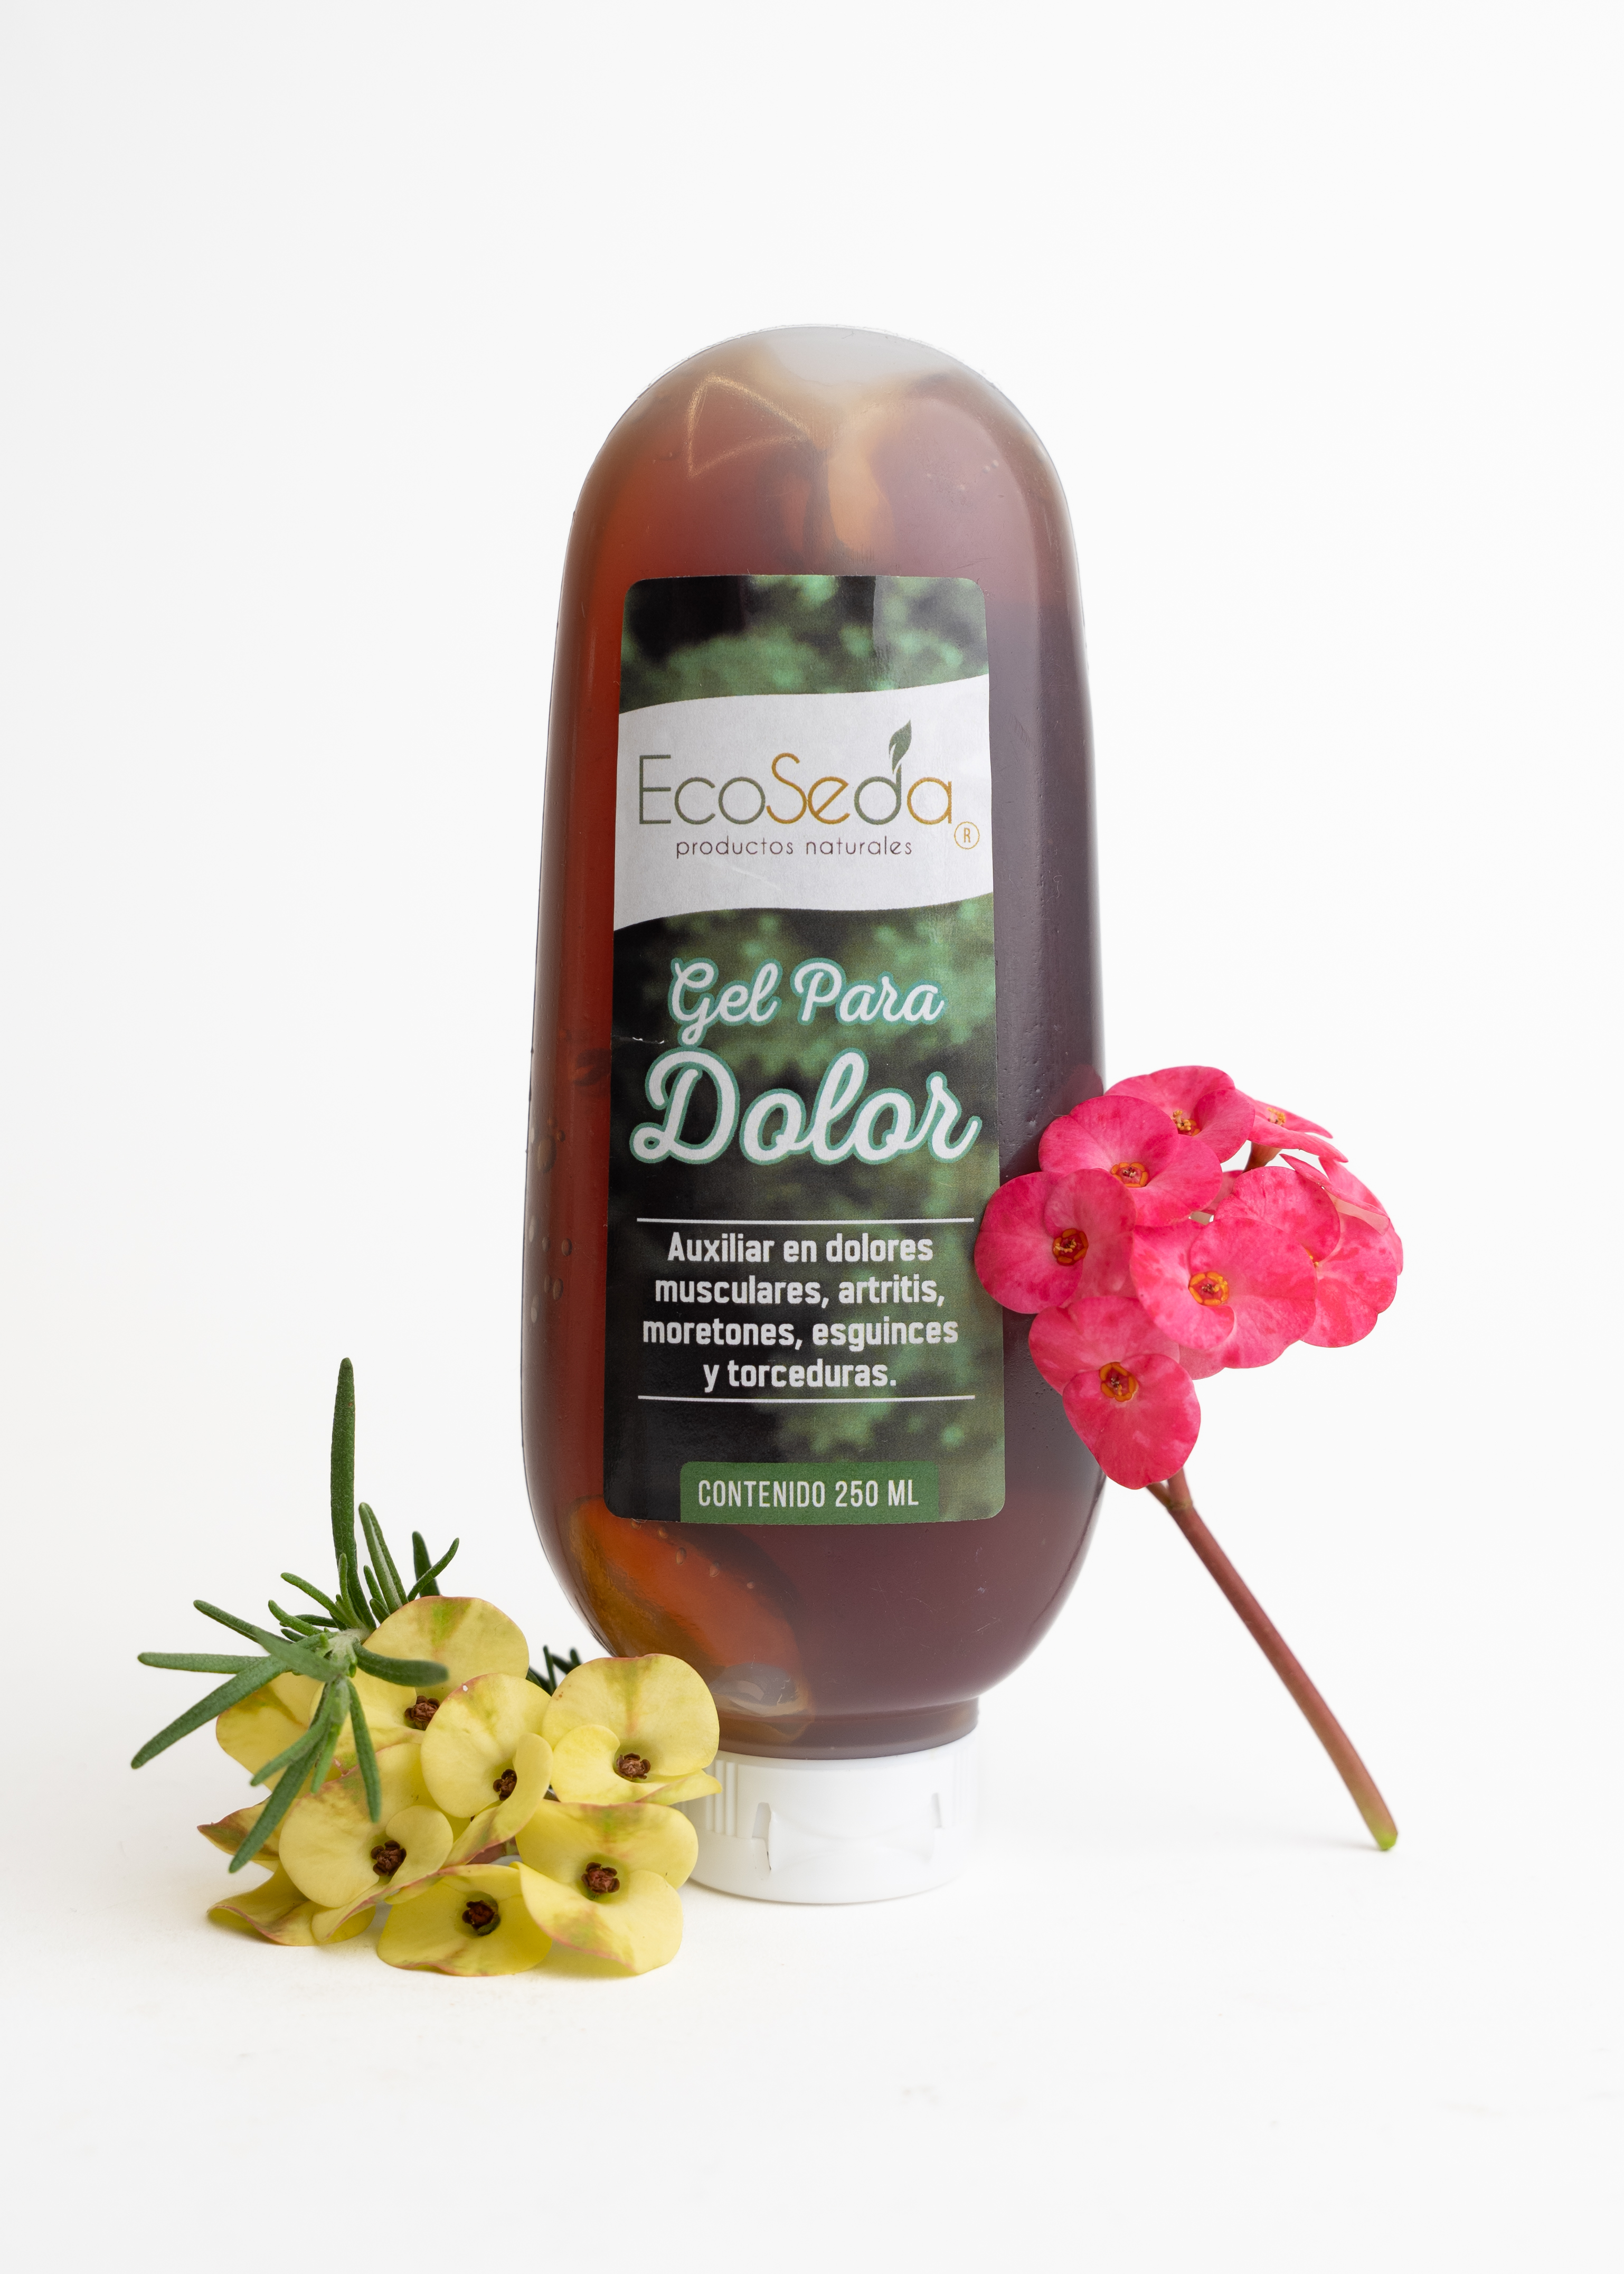 EcoSeda
®
productos naturales
Gel Para
Dolor
Auxiliar en dolores
musculares, artritis,
moretones, esguinces
y torceduras.
CONTENIDO 250 ML